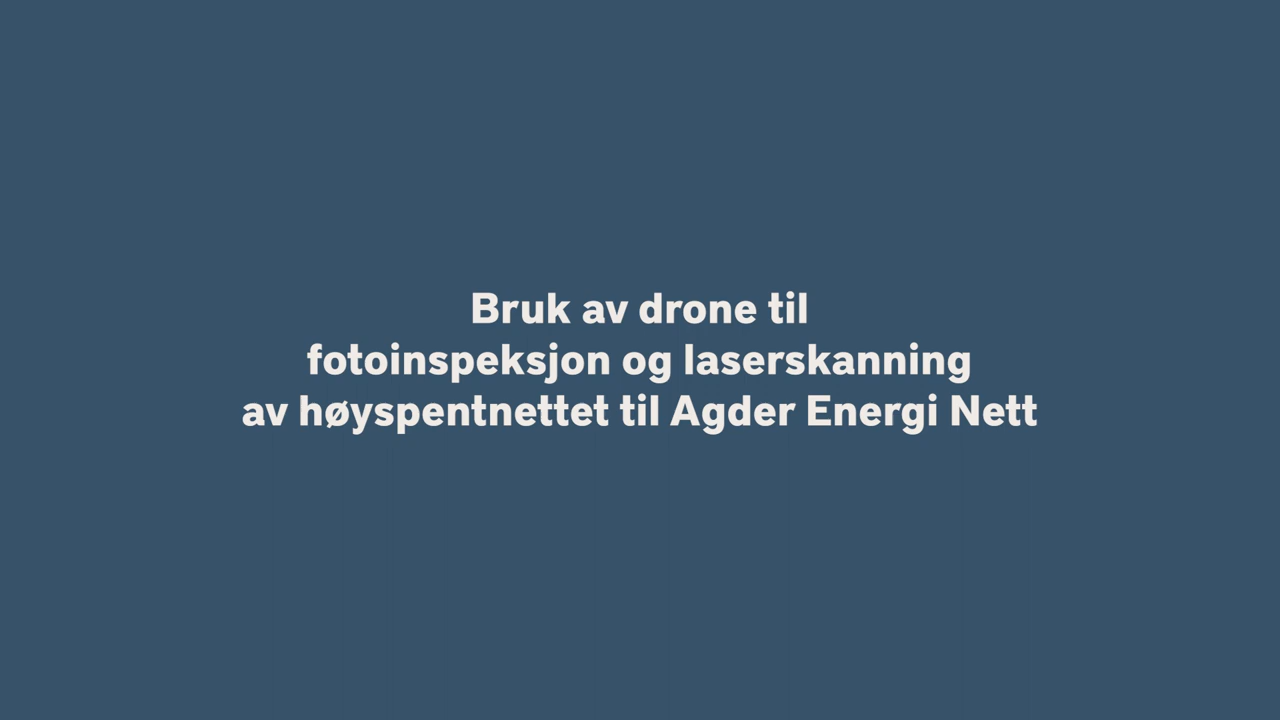 Bruk av drone til
fotoinspeksjon og laserskanning
av høyspentnettet til Agder Energi Nett